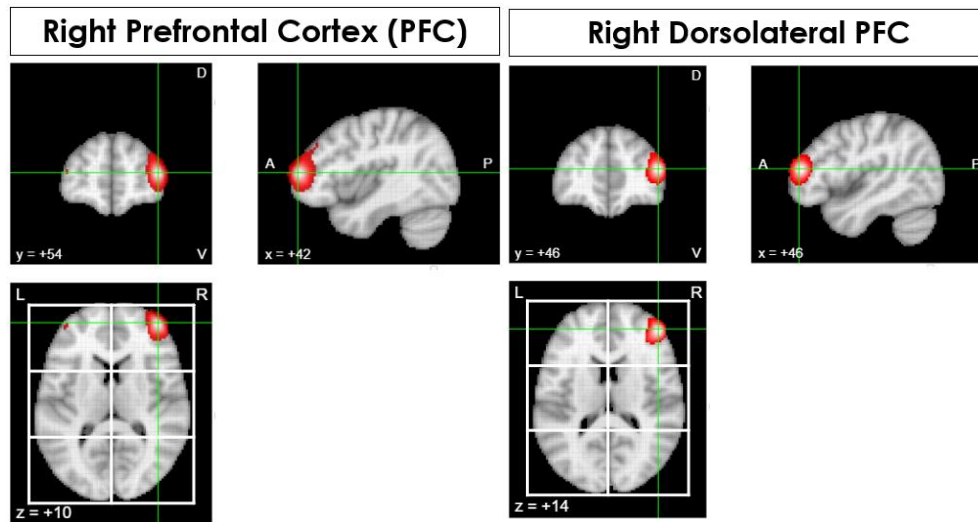 Right Prefrontal Cortex (PFC)
D
y = +54
V
A
P
x = +42
L
R
z = +10
Right Dorsolateral PFC
D
y = +46
V
A
P
x = +46
L
R
z = +14